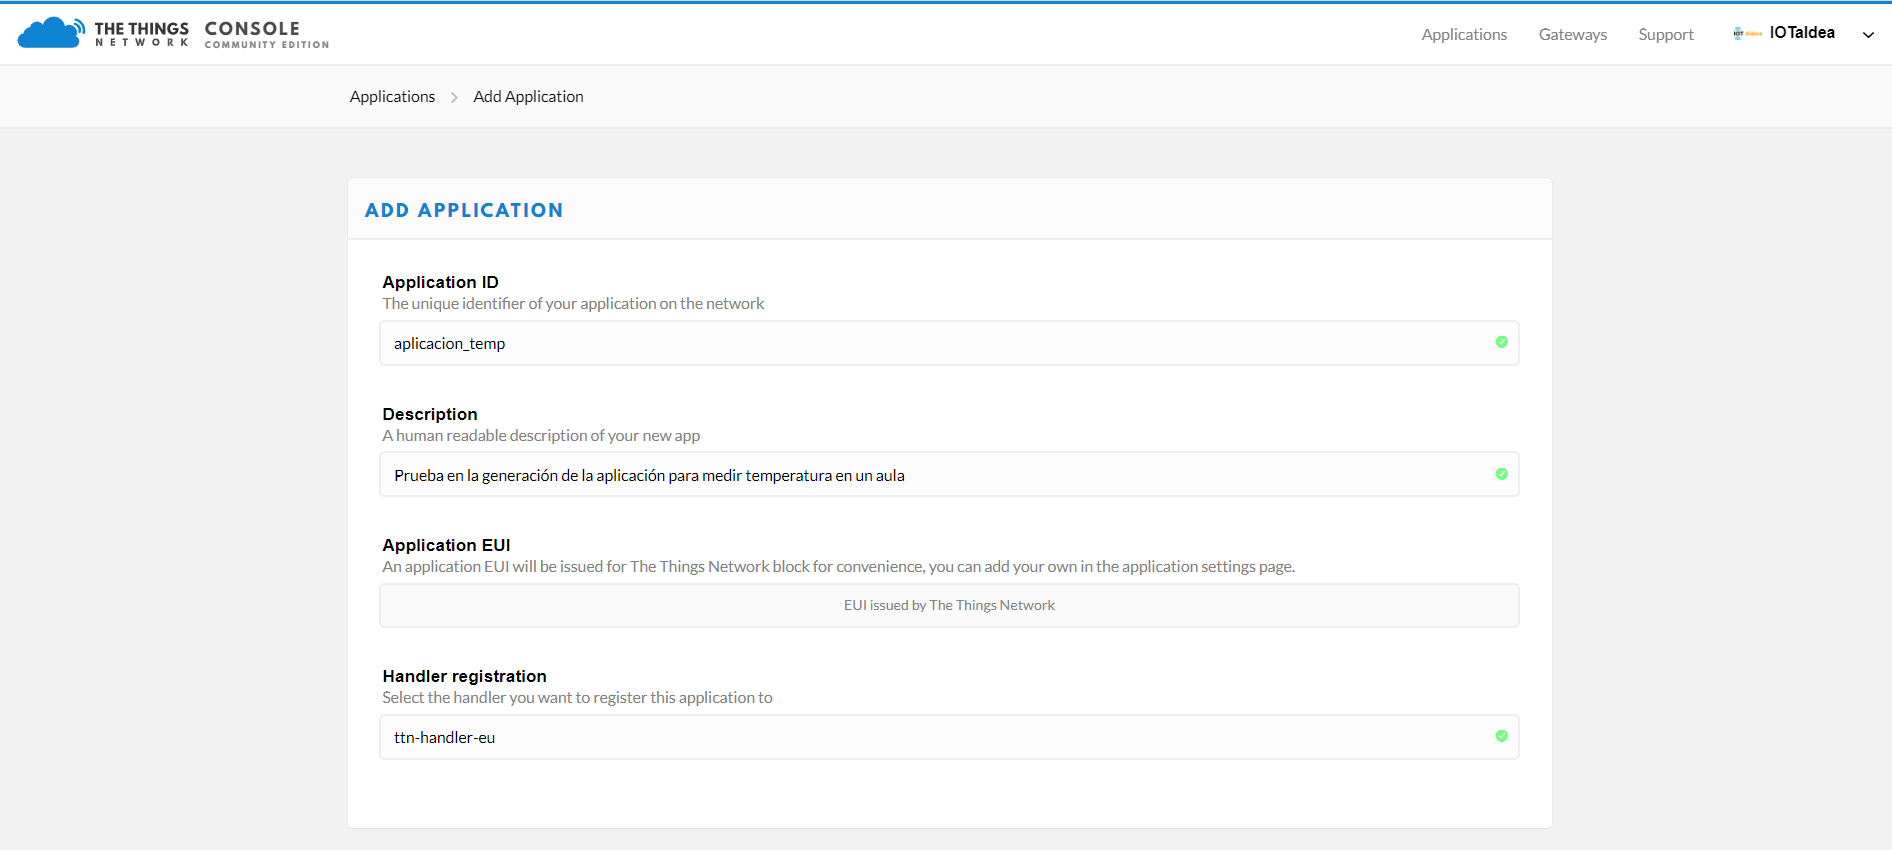 THE THINGS NETWORK
CONSOLE
COMMUNITY EDITION
Applications
Gateways
Support
IOTaldea
Applications > Add Application
ADD APPLICATION
Application ID
The unique identifier of your application on the network
aplicacion_temp
Description
A human readable description of your new app
Prueba en la generación de la aplicación para medir temperatura en un aula
Application EUI
An application EUI will be issued for The Things Network block for convenience, you can add your own in the application settings page.
EUI issued by The Things Network
Handler registration
Select the handler you want to register this application to
ttn-handler-eu